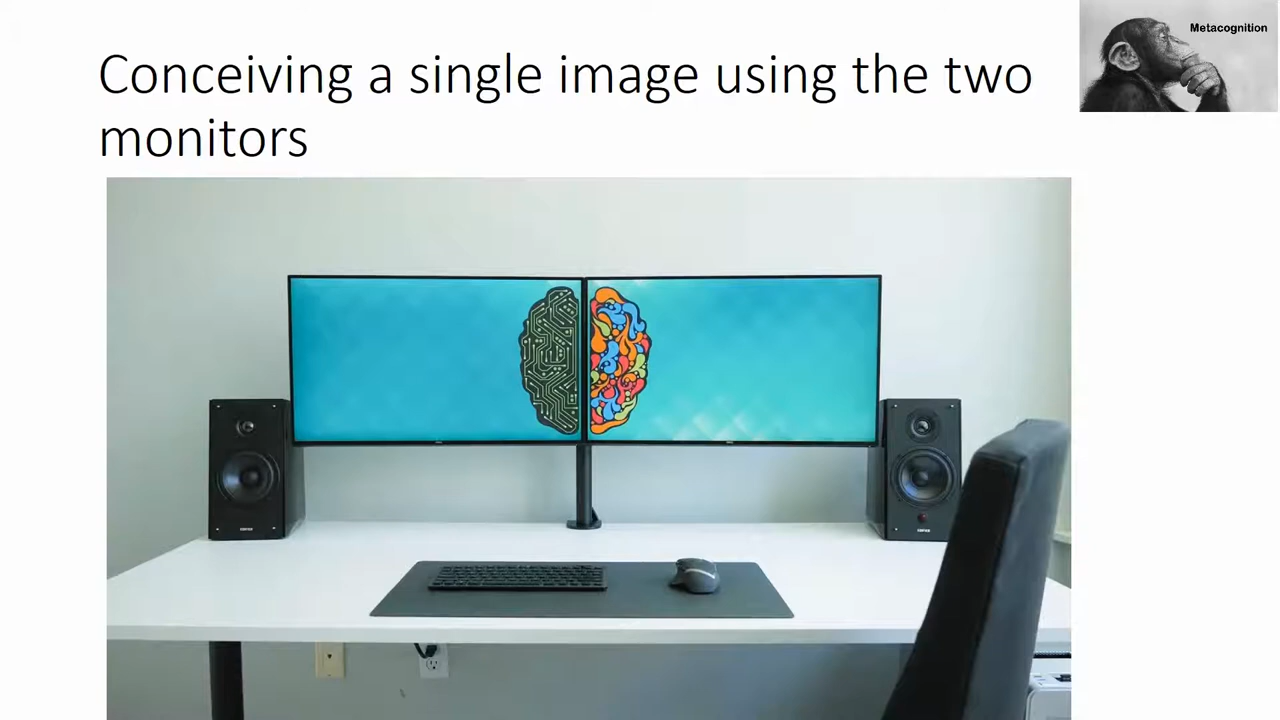 Conceiving a single image using the two
monitors
Metacognition